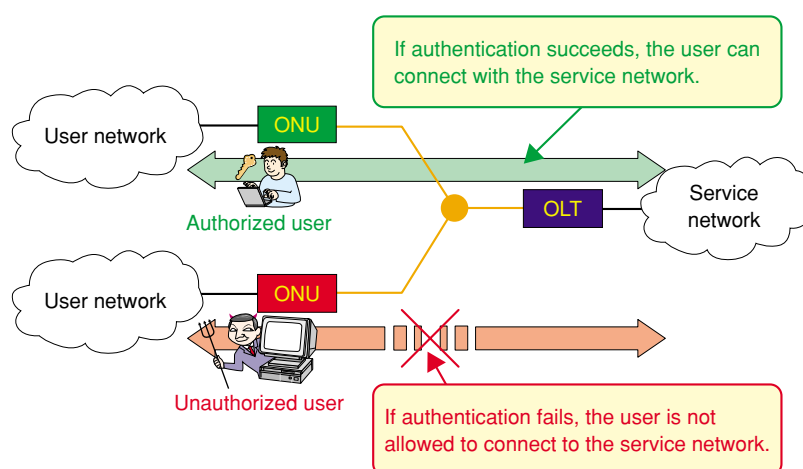 If authentication succeeds, the user can
connect with the service network.
User network
ONU
Authorized user
OLT
Service
network
User network
ONU
Unauthorized user
If authentication fails, the user is not
allowed to connect to the service network.